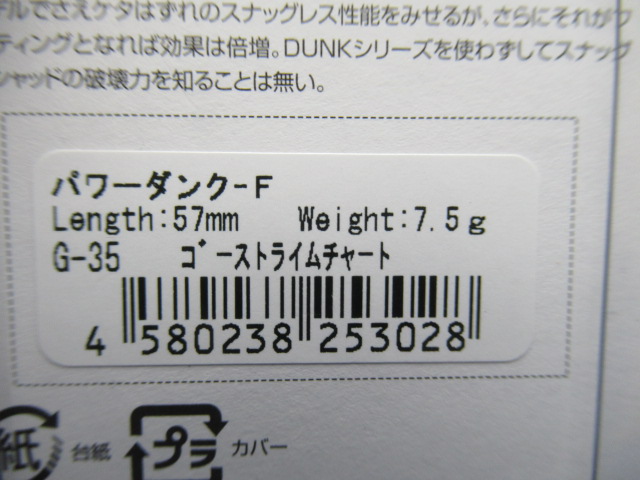 デルでさえケタはずれのスナッグレス性能をみせるが、さらにそれが
ティングとなれば効果は倍増。DUNKシリーズを使わずしてスナッグ
シャッドの破壊力を知ることは無い。
パワーダンク-F
Length:57mm Weight:7.5g
G-35 ゴーストライムチャート
4 580238 253028
紙 台紙 プラ カバー